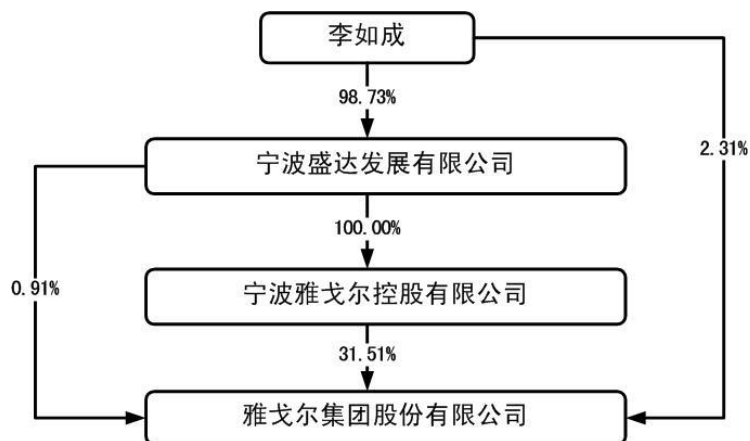 李如成
98.73%
2.31%
宁波盛达发展有限公司
100.00%
0.91%
宁波雅戈尔控股有限公司
31.51%
雅戈尔集团股份有限公司